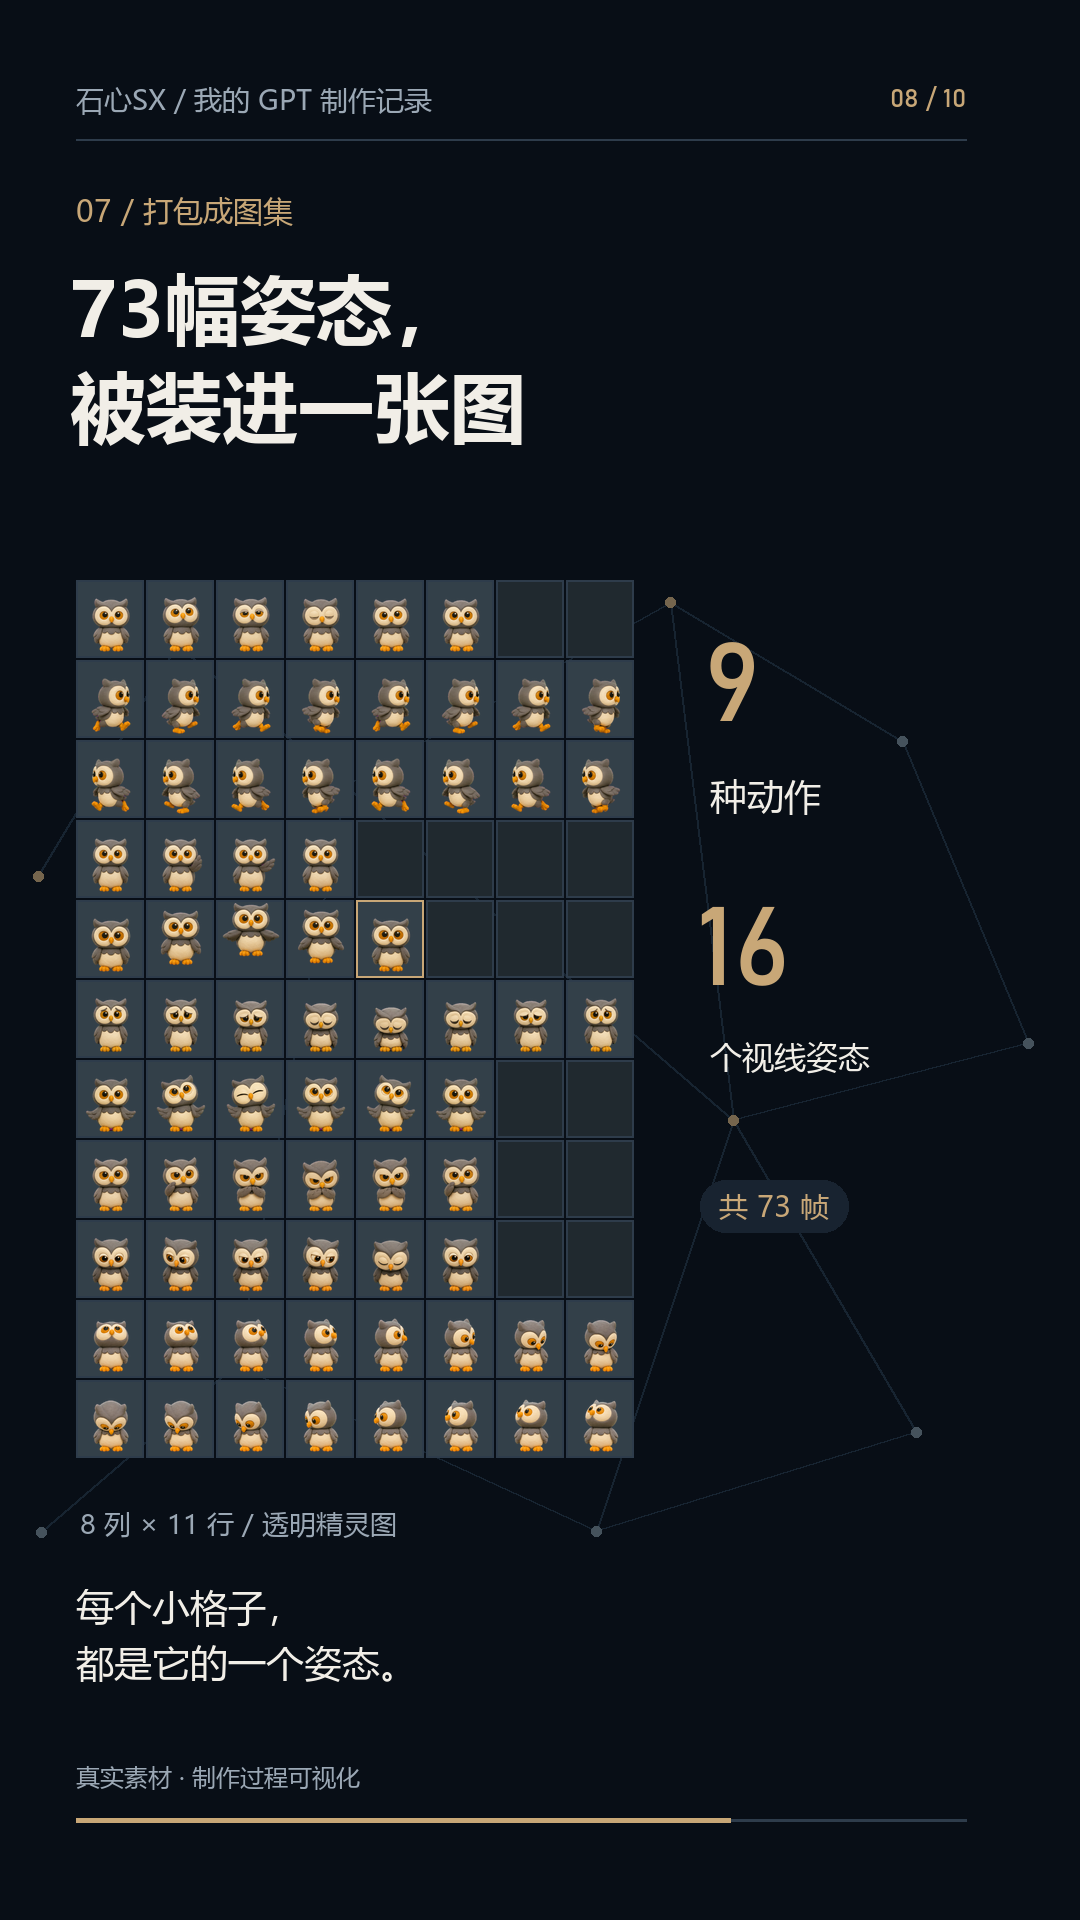 石心SX / 我的 GPT 制作记录
08 / 10
07 / 打包成图集
73幅姿态,
被装进一张图
9
种动作
16
个视线姿态
共 73 帧
8 列 × 11 行 / 透明精灵图
每个小格子,
都是它的一个姿态。
真实素材 · 制作过程可视化